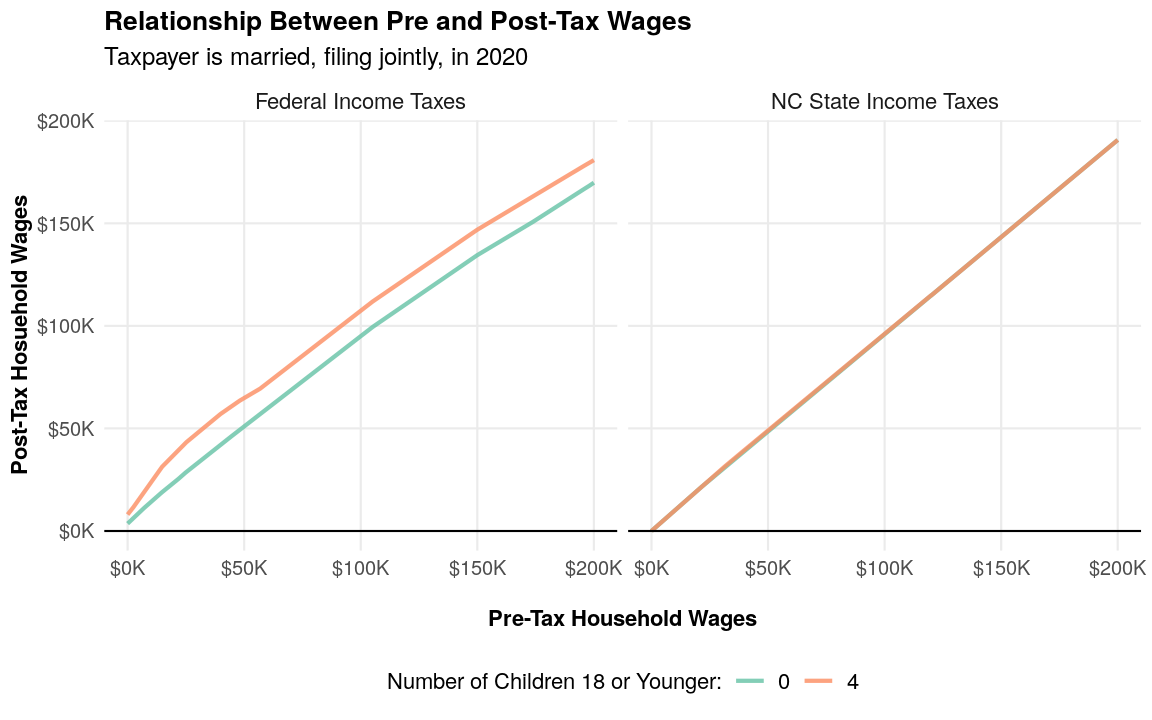 Relationship Between Pre and Post-Tax Wages
Taxpayer is married, filing jointly, in 2020
Federal Income Taxes
NC State Income Taxes
Post-Tax Hosuehold Wages
$200K
$150K
$100K
$50K
$0K
$0K $50K $100K $150K $200K
$0K $50K $100K $150K $200K
Pre-Tax Household Wages
Number of Children 18 or Younger: 0 4